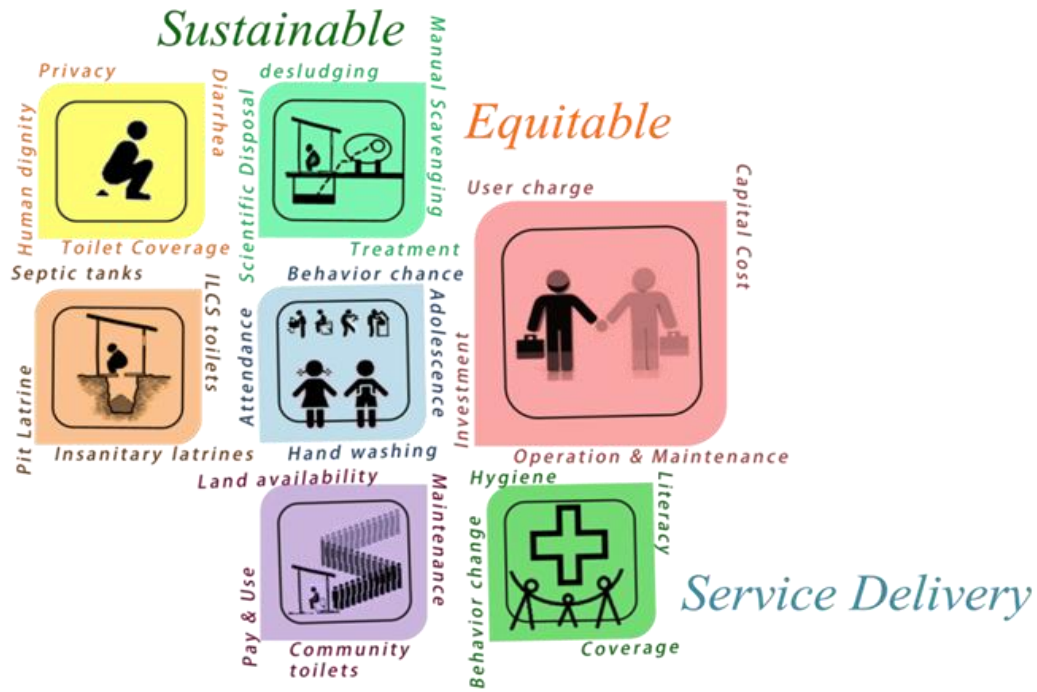 Sustainable
Privacy
Diarrhea
Human dignity
Toilet Coverage
desludging
Manual Scavenging
Scientific Disposal
Treatment
Equitable
User charge
Capital Cost
Investment
Operation & Maintenance
Septic tanks
ILCS toilets
Pit Latrine
Insanitary latrines
Behavior chance
Adolescence
Attendance
Hand washing
Land availability
Maintenance
Pay & Use
Community
toilets
Hygiene
Literacy
Behavior change
Coverage
Service Delivery